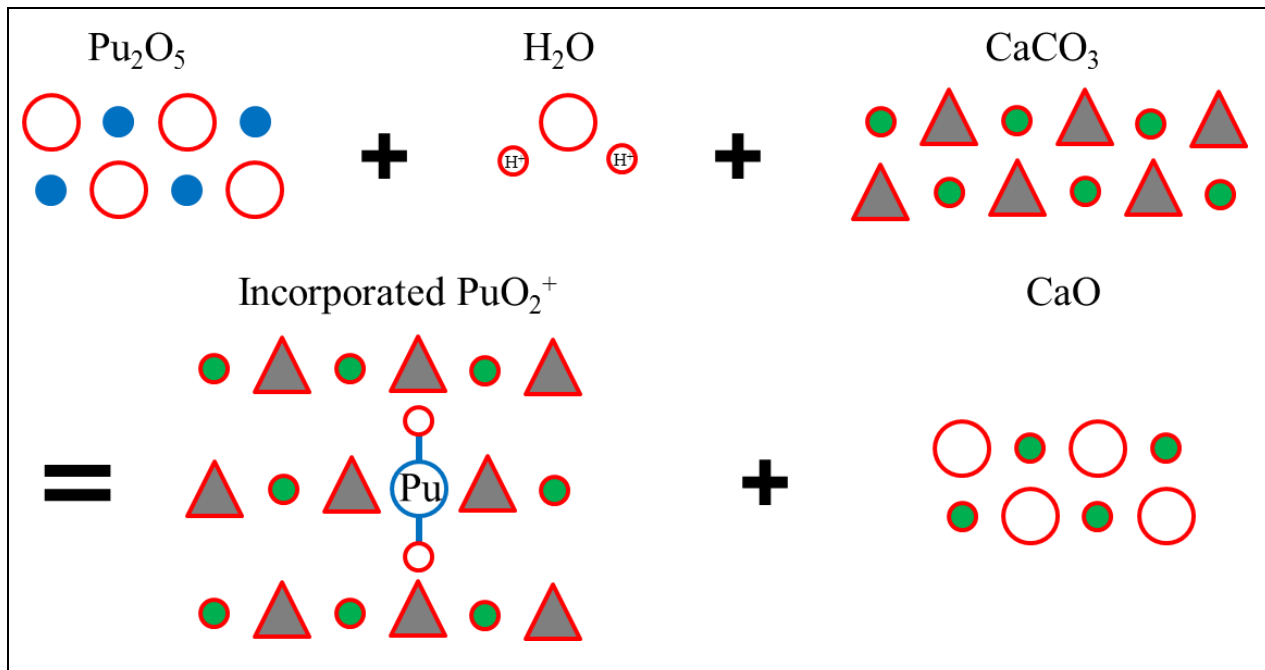 Pu₂O₅ H₂O CaCO₃
+ +
H⁺ H⁺
Incorporated PuO₂⁺ CaO
= Pu +